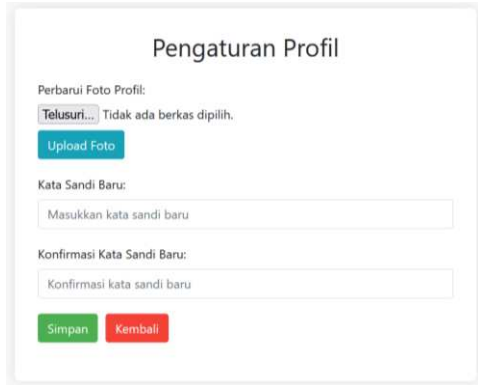 Pengaturan Profil
Perbarui Foto Profil:
Telusuri... Tidak ada berkas dipilih.
Upload Foto
Kata Sandi Baru:
Masukkan kata sandi baru
Konfirmasi Kata Sandi Baru:
Konfirmasi kata sandi baru
Simpan Kembali